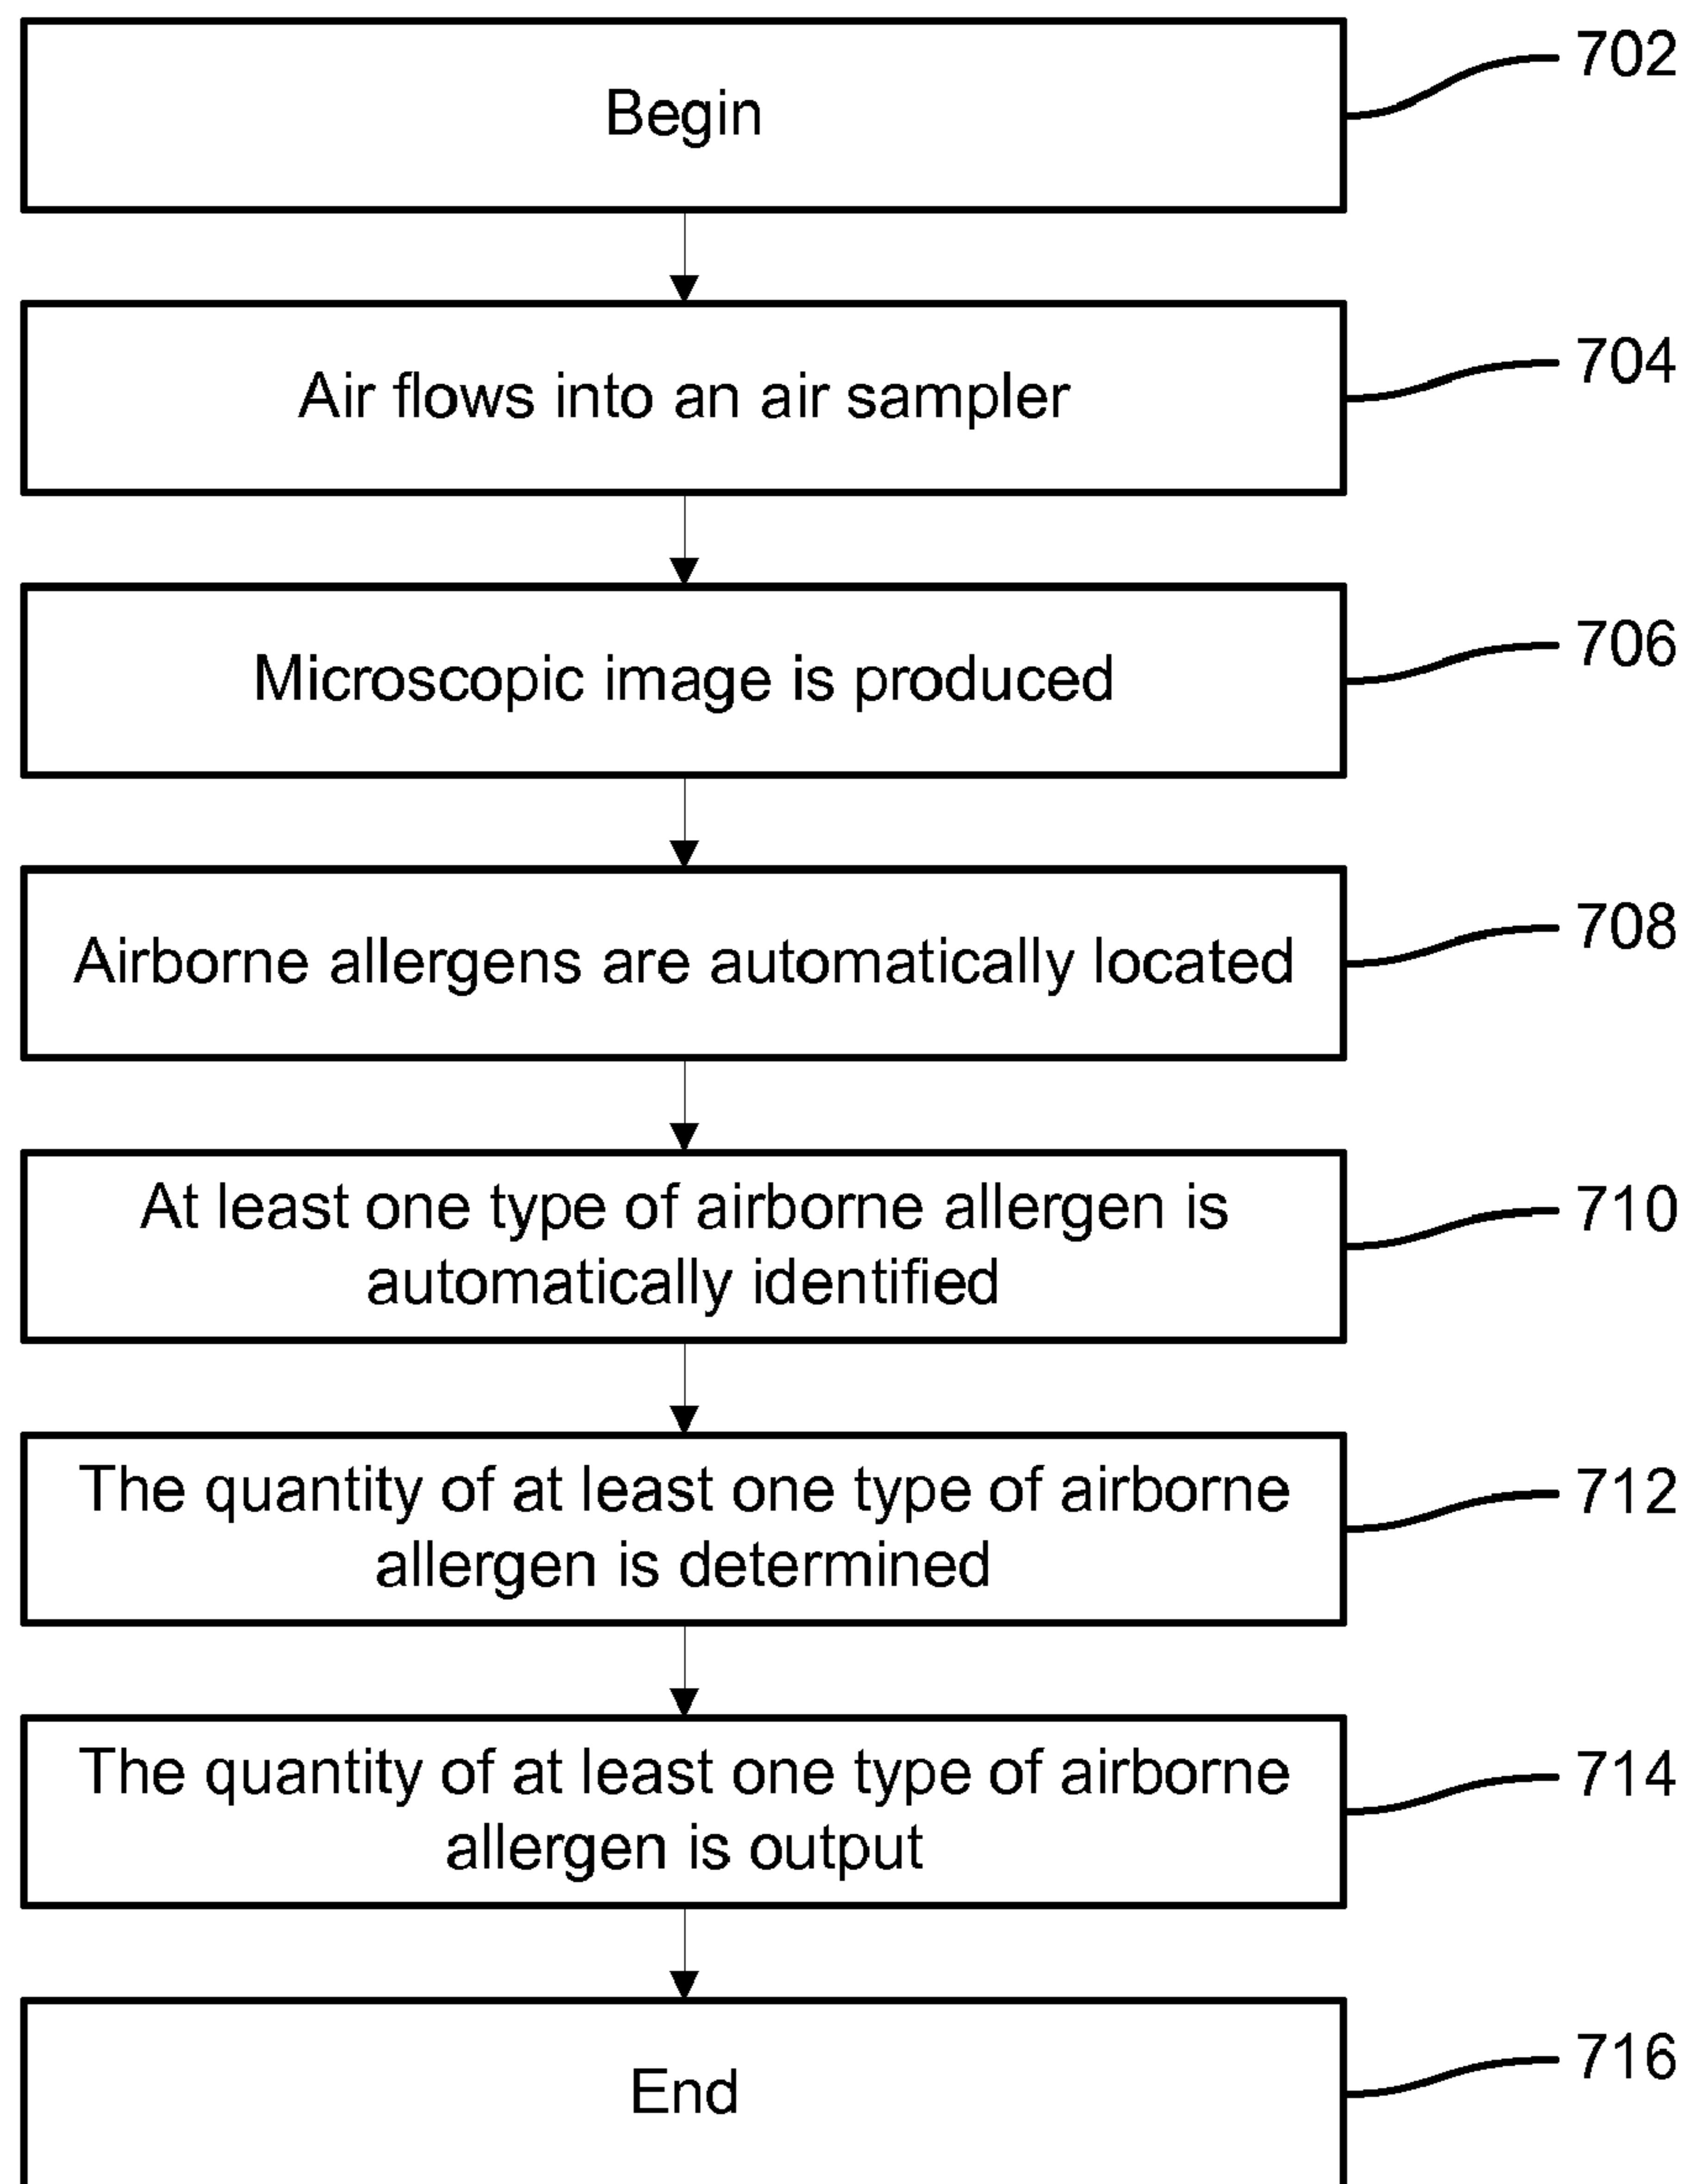 Begin
702
Air flows into an air sampler
704
Microscopic image is produced
706
Airborne allergens are automatically located
708
At least one type of airborne allergen is
automatically identified
710
The quantity of at least one type of airborne
allergen is determined
712
The quantity of at least one type of airborne
allergen is output
714
End
716